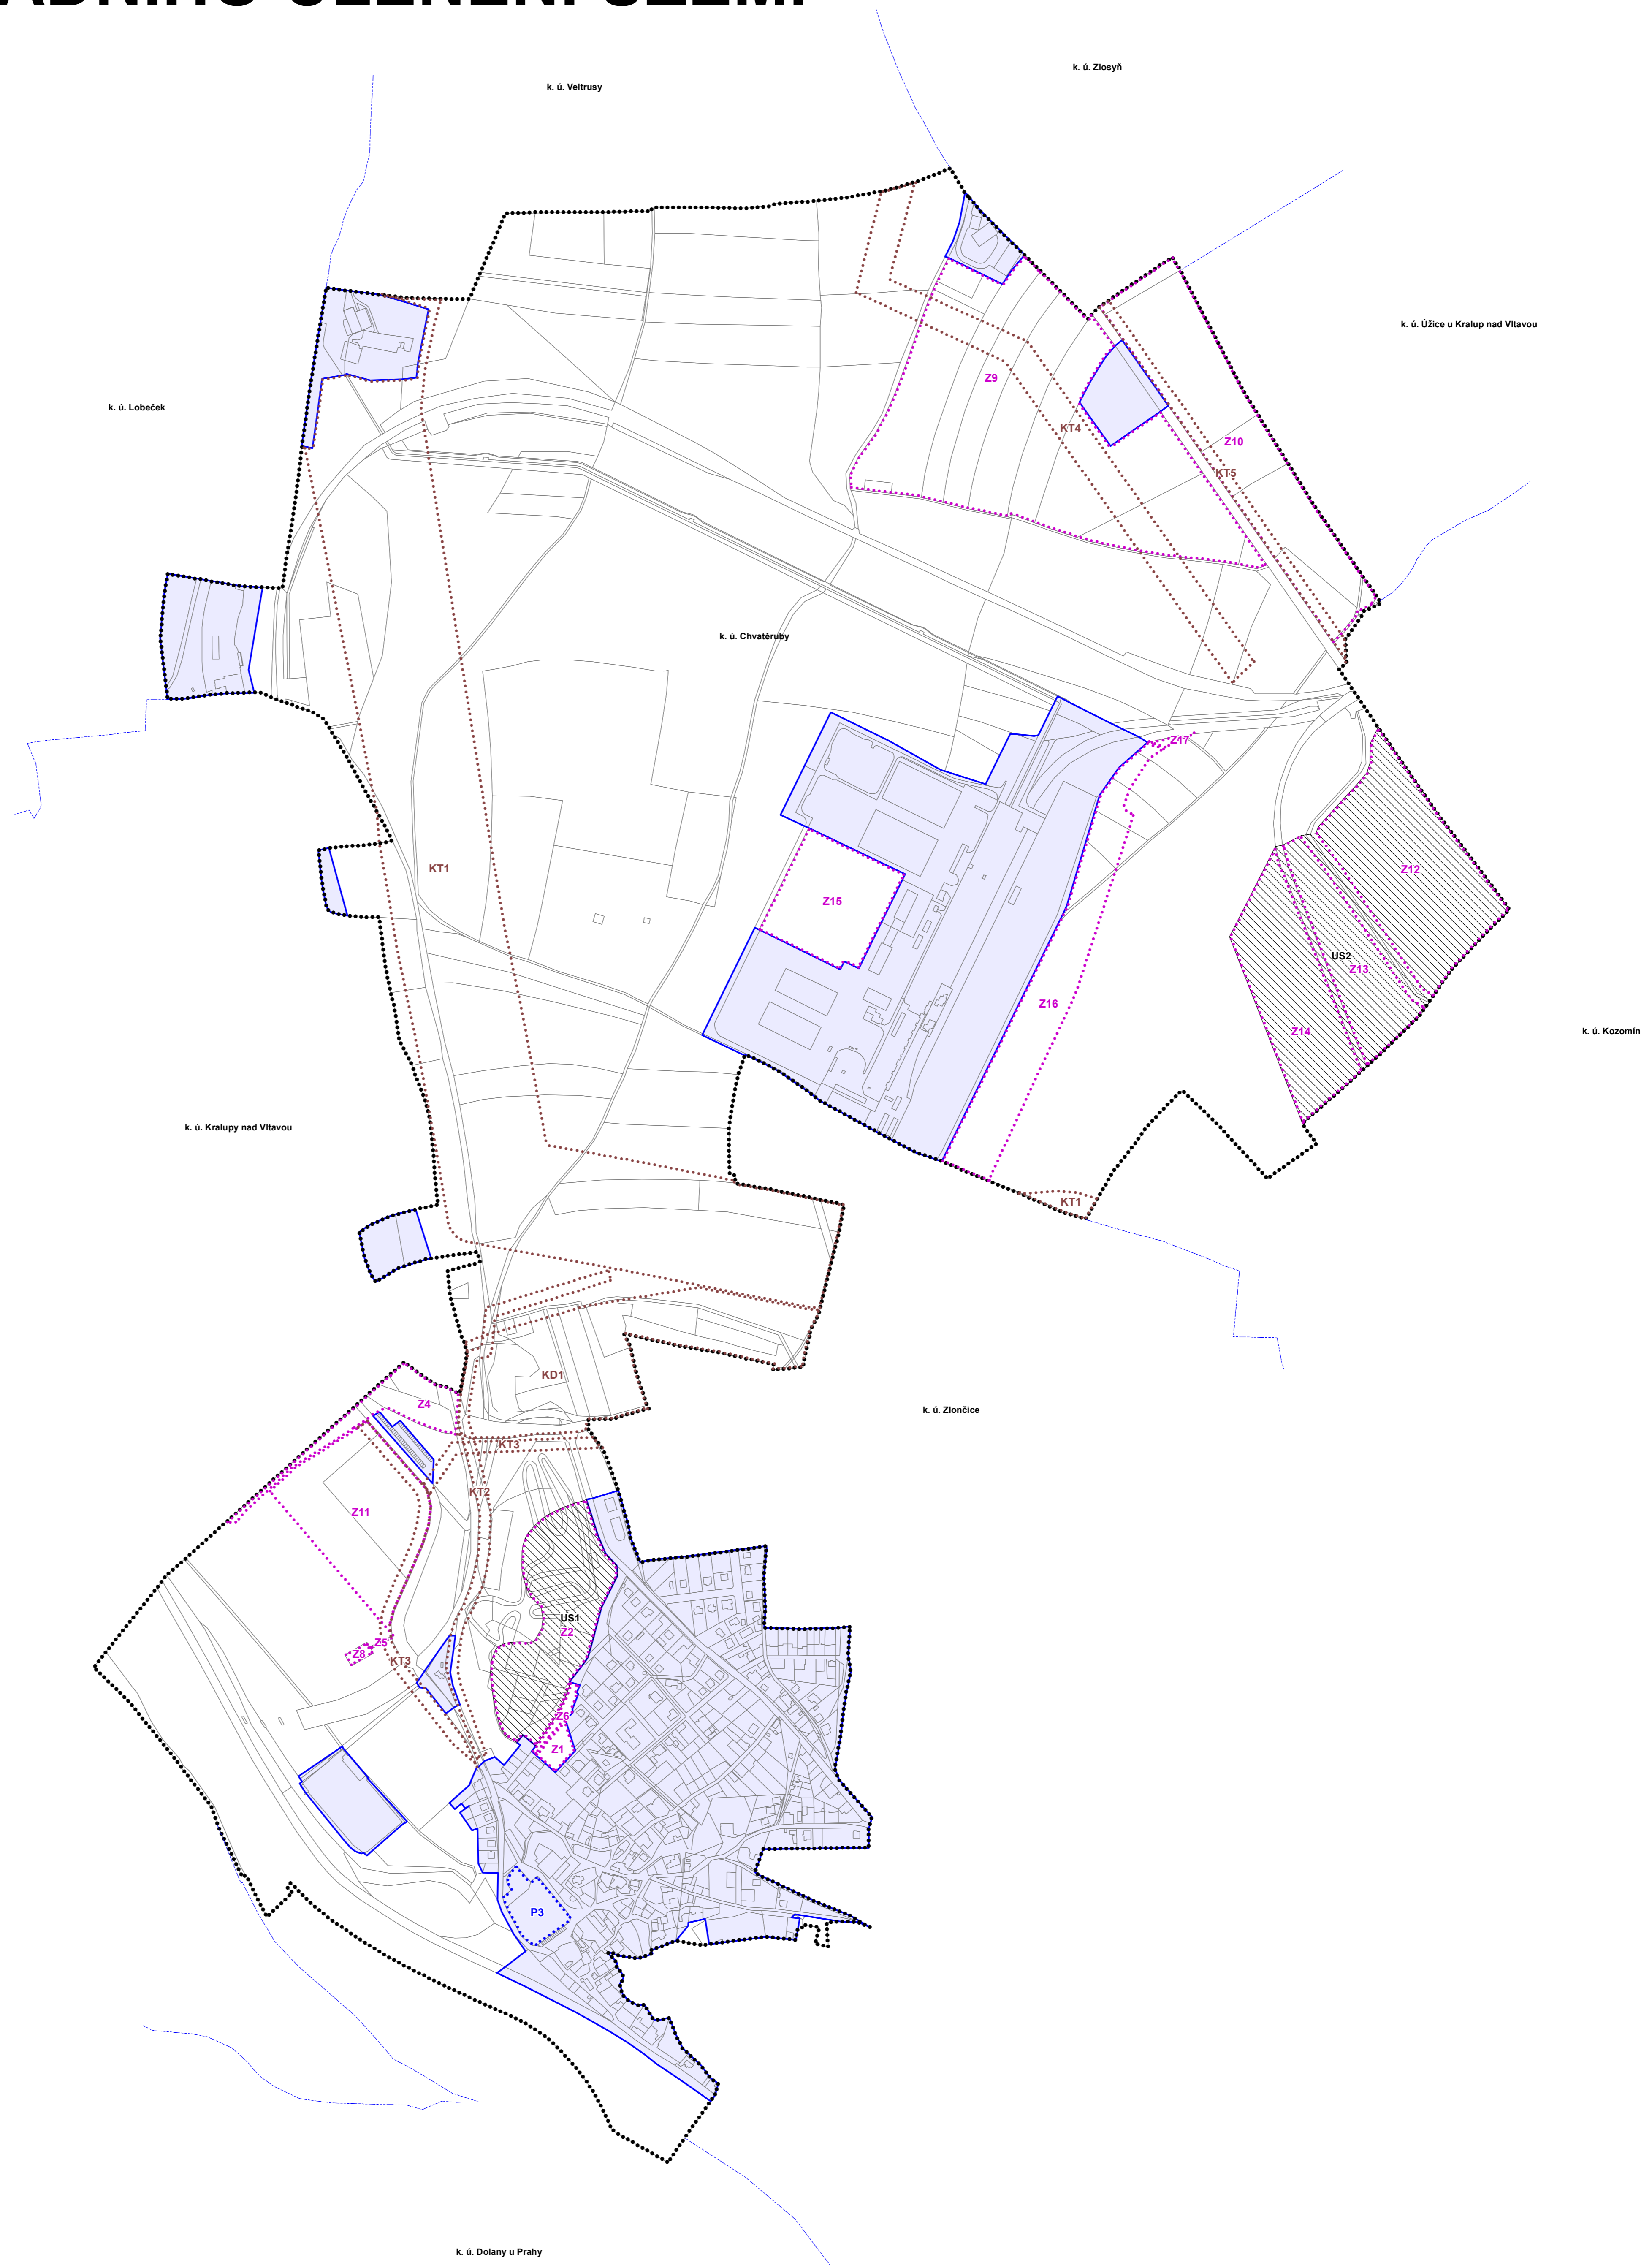 k. ú. Zlosyň
k. ú. Veltrusy
k. ú. Úžice u Kralup nad Vltavou
Z9
k. ú. Lobeček
KT4
Z10
KT5
k. ú. Chvatěruby
Z17
KT1
Z12
Z15
US2
Z13
Z16
Z14
k. ú. Kozomín
k. ú. Kralupy nad Vltavou
KT1
KD1
Z4
k. ú. Zlončice
KT3
KT2
Z11
US1
Z2
Z5
Z8
KT3
Z6
Z1
P3
k. ú. Dolany u Prahy